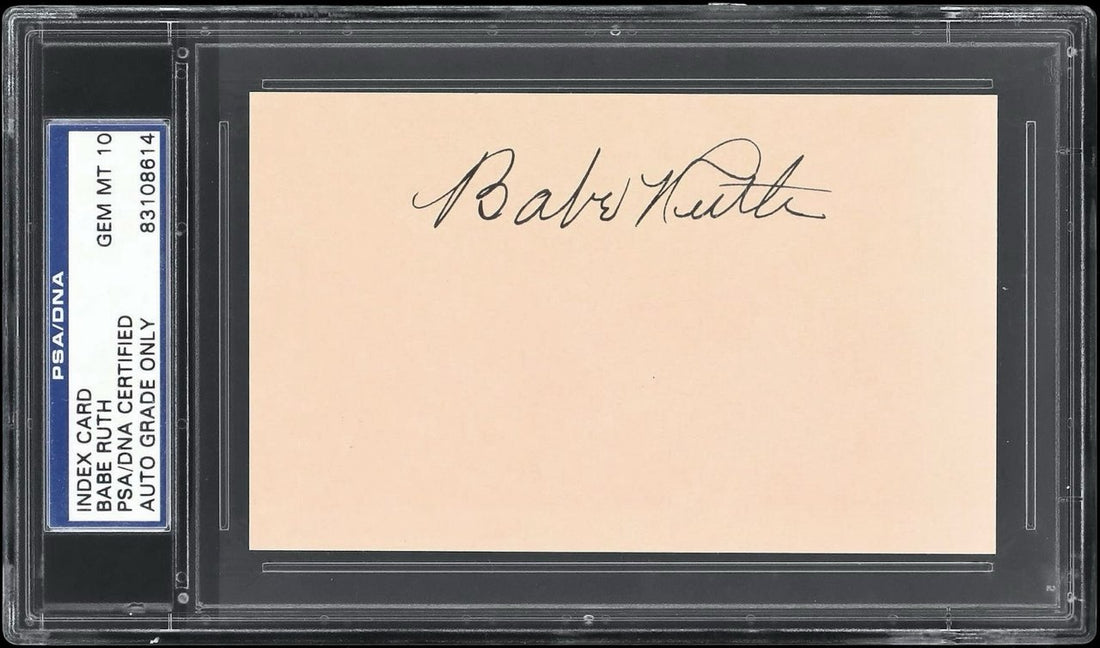 PSA/DNA
INDEX CARD
BABE RUTH GEM MT 10
PSA/DNA CERTIFIED
AUTO GRADE ONLY 83108614
Babe Ruth